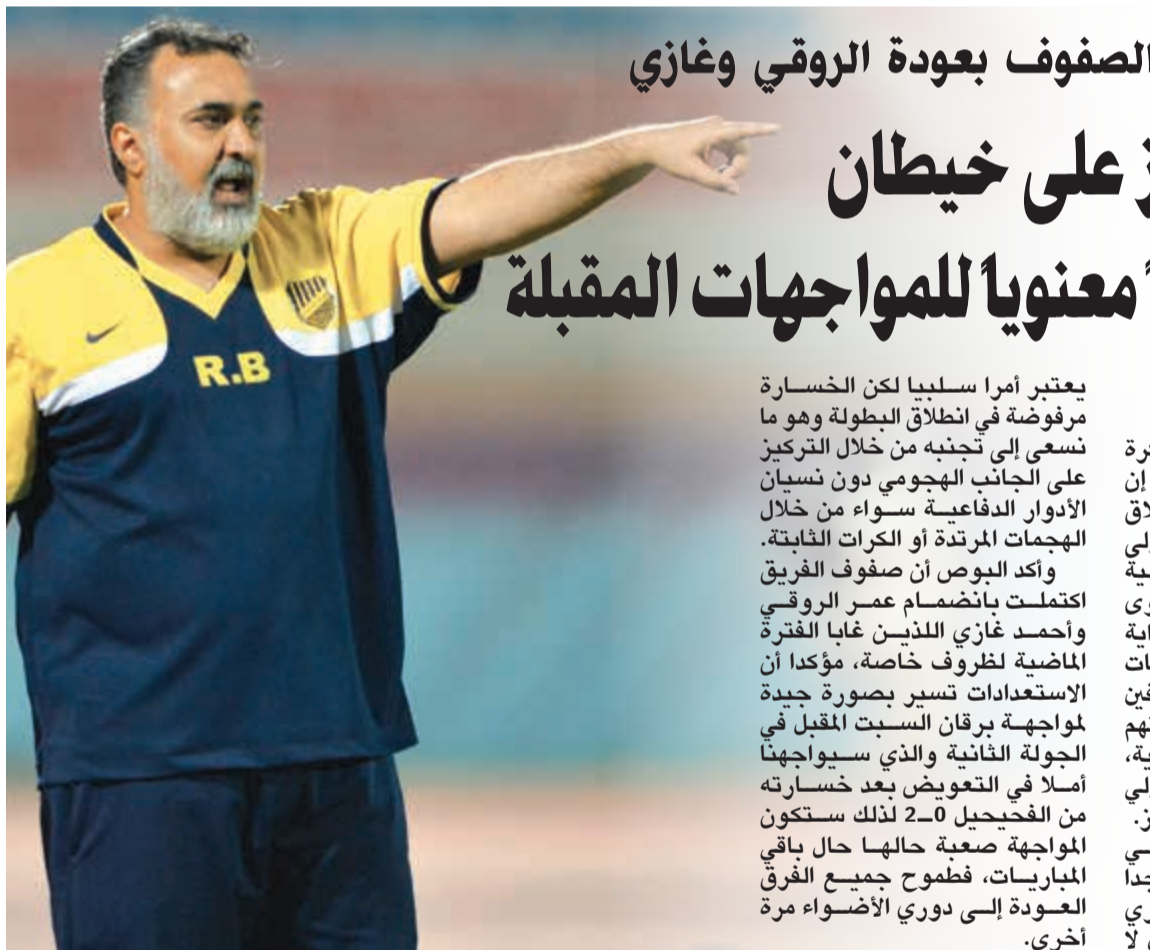 الصفوف بعودة الروقي وغازي
على خيطان
معنوياً للمواجهات المقبلة
R.B
إن
يعتبر أمرا سلبيا لكن الخسارة
مرفوضة في انطلاق البطولة وهو ما
نسعى إلى تجنبه من خلال التركيز
على الجانب الهجومي دون نسيان
الأدوار الدفاعية سواء من خلال
الهجمات المرتدة أو الكرات الثابتة.
وأكد البوص أن صفوف الفريق
اكتملت بانضمام عمر الروقي
وأحمد غازي اللذين غابا الفترة
الماضية لظروف خاصة، مؤكدا أن
الاستعدادات تسير بصورة جيدة
لمواجهة برقان السبت المقبل في
الجولة الثانية والذي سيواجهنا
أملا في التعويض بعد خسارته
من الفحيحيل 0-2 لذلك ستكون
المواجهة صعبة حالها حال باقي
المباريات، فطموح جميع الفرق
العودة إلى دوري الأضواء مرة
أخرى.